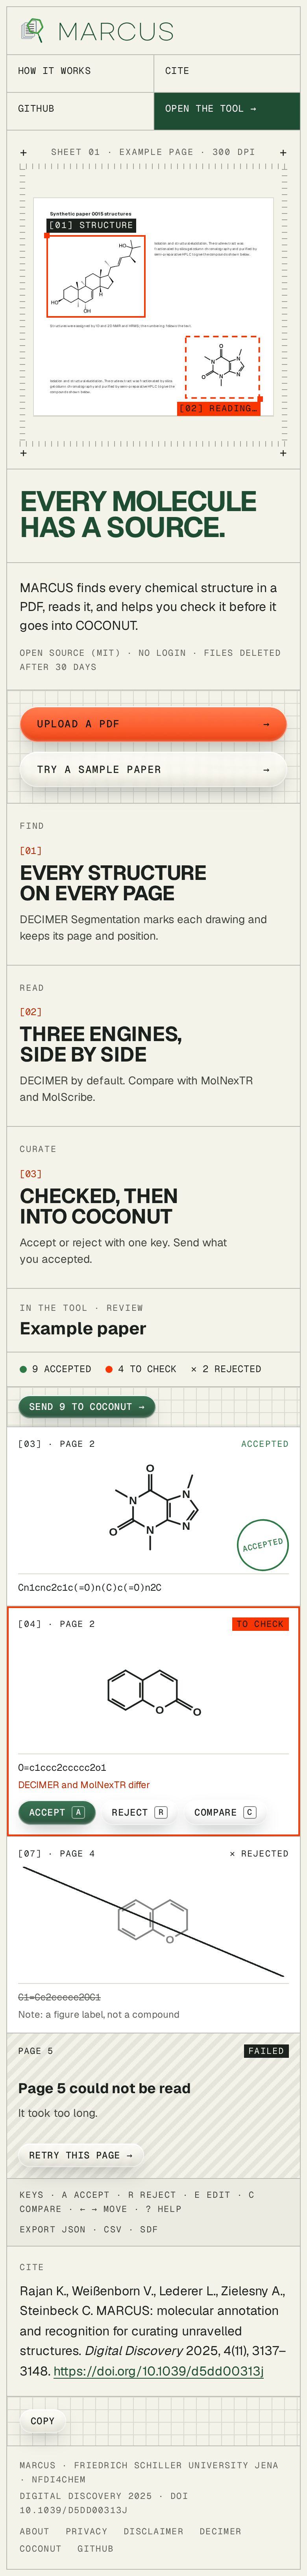 MARCUS
HOW IT WORKS
CITE
GITHUB
OPEN THE TOOL →
+ SHEET 01 · EXAMPLE PAGE · 300 DPI +
Synthetic paper 0015 structures
[01] STRUCTURE
HO
H
H
HO
OH
O
N
N
O
N
N
[02] READING…
+ +
EVERY MOLECULE
HAS A SOURCE.
MARCUS finds every chemical structure in a
PDF, reads it, and helps you check it before it
goes into COCONUT.
OPEN SOURCE (MIT) · NO LOGIN · FILES DELETED
AFTER 30 DAYS
UPLOAD A PDF →
TRY A SAMPLE PAPER →
FIND
[01]
EVERY STRUCTURE
ON EVERY PAGE
DECIMER Segmentation marks each drawing and
keeps its page and position.
READ
[02]
THREE ENGINES,
SIDE BY SIDE
DECIMER by default. Compare with MolNexTR
and MolScribe.
CURATE
[03]
CHECKED, THEN
INTO COCONUT
Accept or reject with one key. Send what
you accepted.
IN THE TOOL · REVIEW
Example paper
9 ACCEPTED 4 TO CHECK × 2 REJECTED
SEND 9 TO COCONUT →
[03] · PAGE 2 ACCEPTED
O
N
N
O
N
N
ACCEPTED
Cn1cnc2c1c(=O)n(C)c(=O)n2C
[04] · PAGE 2 TO CHECK
O
O
O=c1ccc2ccccc2o1
DECIMER and MolNexTR differ
ACCEPT A REJECT R COMPARE C
[07] · PAGE 4 × REJECTED
O
C1=Cc2ccccc2OC1
Note: a figure label, not a compound
PAGE 5 FAILED
Page 5 could not be read
It took too long.
RETRY THIS PAGE →
KEYS · A ACCEPT · R REJECT · E EDIT · C
COMPARE · ← → MOVE · ? HELP
EXPORT JSON · CSV · SDF
CITE
Rajan K., Weißenborn V., Lederer L., Zielesny A.,
Steinbeck C. MARCUS: molecular annotation
and recognition for curating unravelled
structures. Digital Discovery 2025, 4(11), 3137–
3148. https://doi.org/10.1039/d5dd00313j
COPY
MARCUS · FRIEDRICH SCHILLER UNIVERSITY JENA
· NFDI4CHEM
DIGITAL DISCOVERY 2025 · DOI
10.1039/D5DD00313J
ABOUT PRIVACY DISCLAIMER DECIMER
COCONUT GITHUB